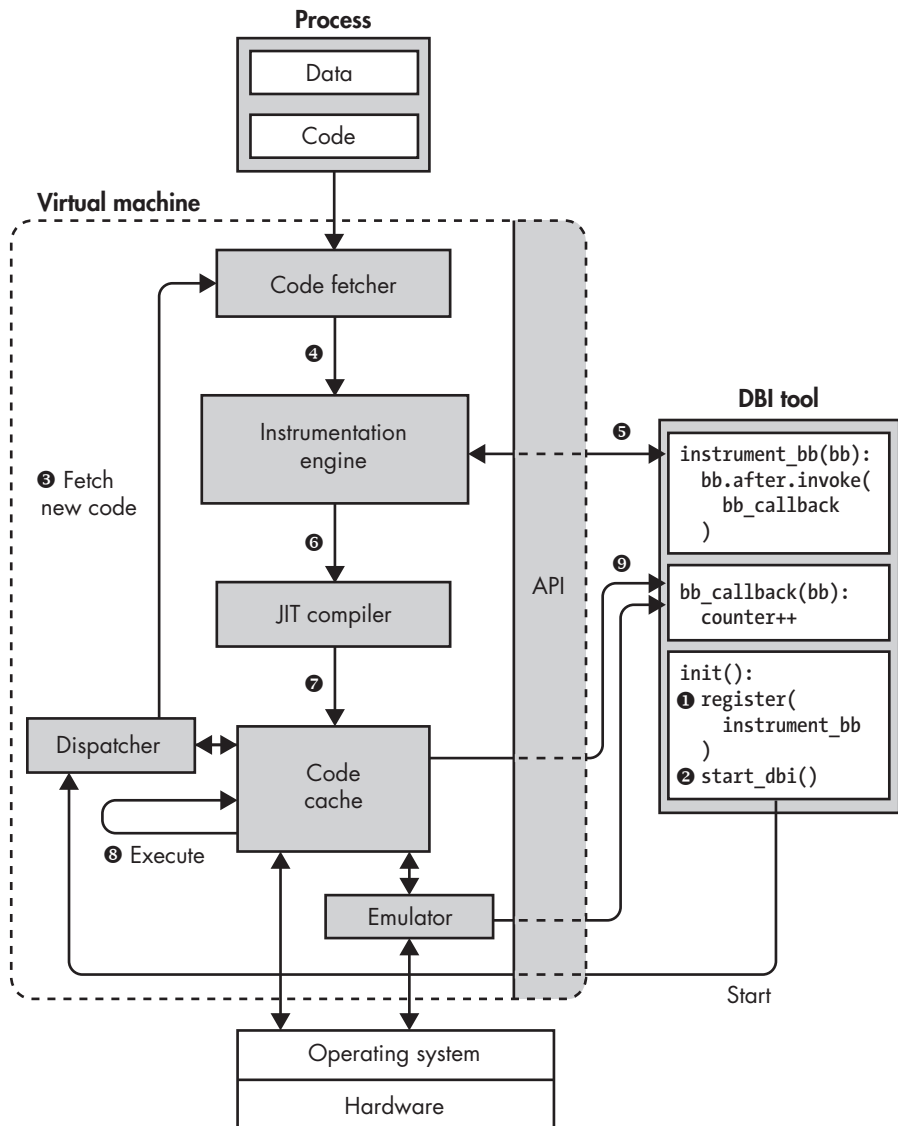 Process
Data
Code
Virtual machine
Code fetcher
❹
Instrumentation
engine
❸ Fetch
new code
❻
JIT compiler
❼
Dispatcher
Code
cache
❽ Execute
Emulator
API
❺
❾
DBI tool
instrument_bb(bb):
bb.after.invoke(
bb_callback
)
bb_callback(bb):
counter++
init():
❶ register(
instrument_bb
)
❷ start_dbi()
Start
Operating system
Hardware